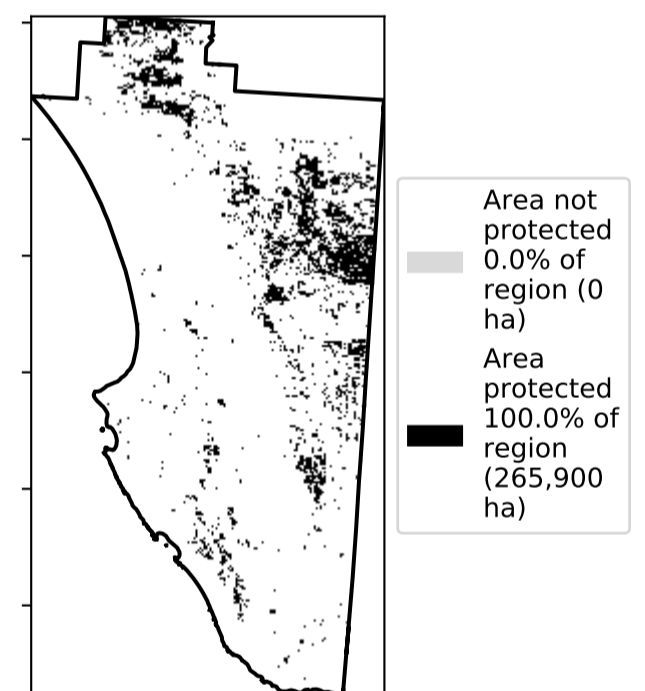 Area not
protected
0.0% of
region (0
ha)
Area
protected
100.0% of
region
(265,900
ha)